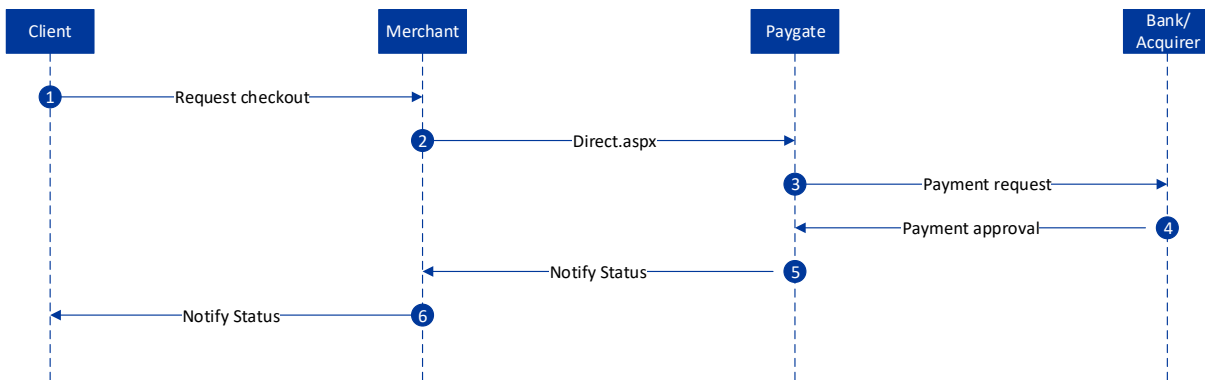 Client
Merchant
Paygate
Bank/
Acquirer
1
Request checkout
2
Direct.aspx
3
Payment request
Payment approval
4
Notify Status
5
Notify Status
6